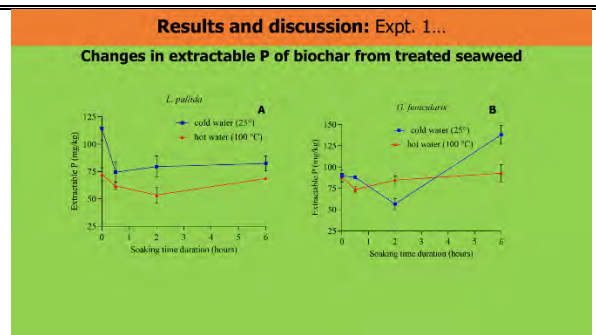 Results and discussion: Expt. 1...
Changes in extractable P of biochar from treated seaweed
L. pallida
A
cold water (25°)
hot water (100 °C)
Extractable P (mg/kg)
125
100
75
50
25
0 1 2 3 4 5 6
Soaking time duration (hours)
G. funicularis
B
cold water (25°)
hot water (100 °C)
Extractable P (mg/kg)
150
125
100
75
50
25
0 1 2 3 4 5 6
Soaking time duration (hours)